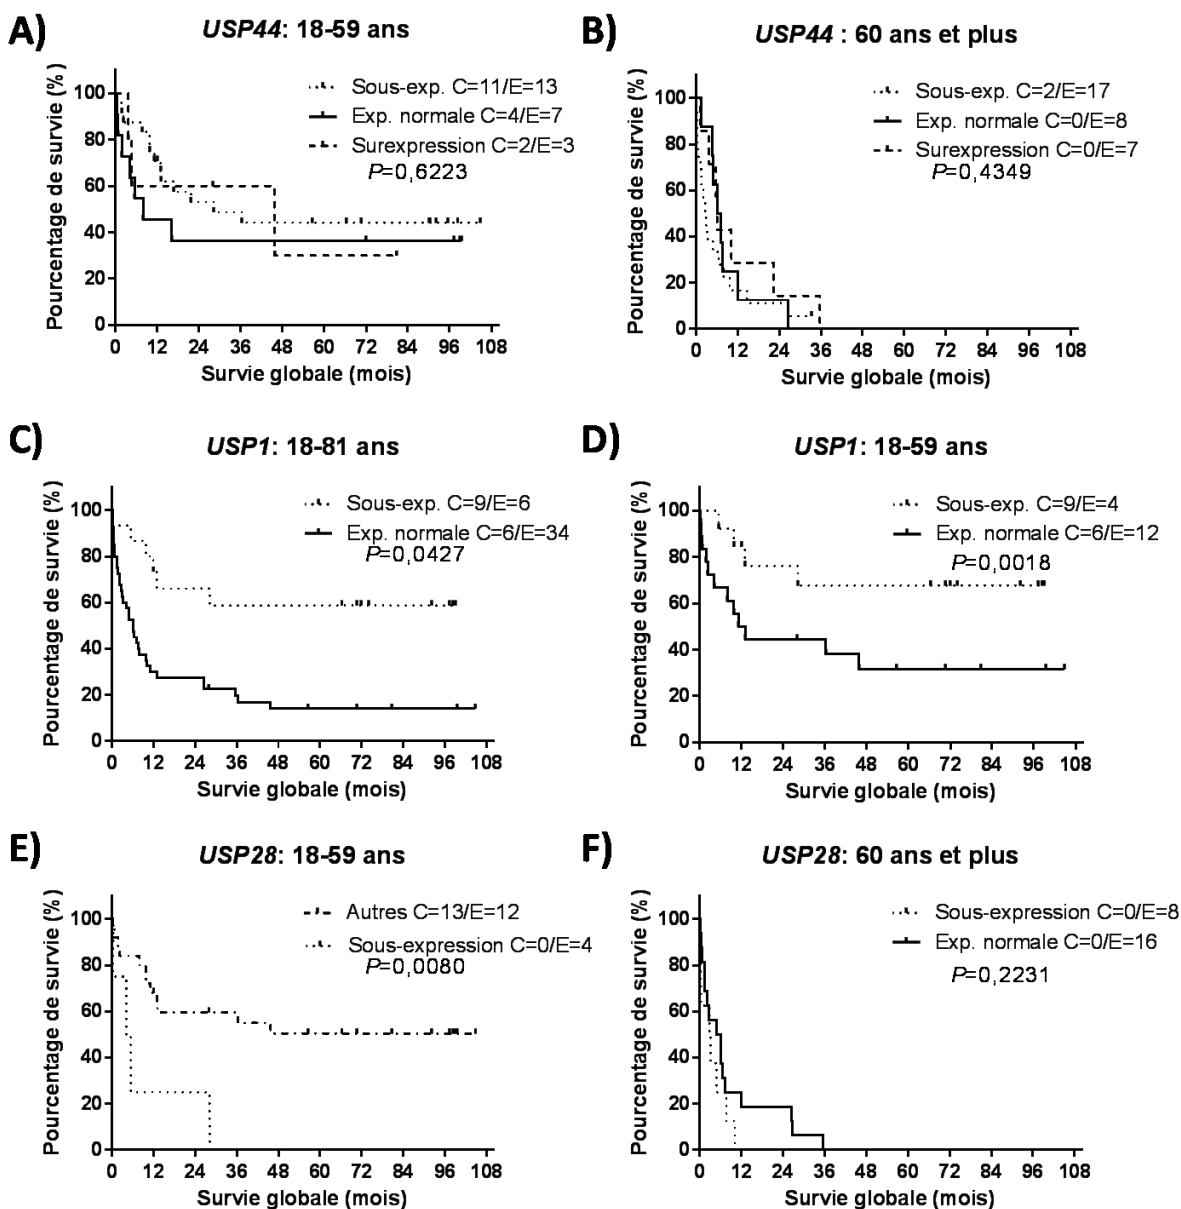 A)
USP44: 18-59 ans
Pourcentage de survie (%)
100
80
60
40
20
0
Sous-exp. C=11/E=13
Exp. normale C=4/E=7
Surexpression C=2/E=3
P=0,6223
0 12 24 36 48 60 72 84 96 108
Survie globale (mois)
B)
USP44 : 60 ans et plus
Pourcentage de survie (%)
100
80
60
40
20
0
Sous-exp. C=2/E=17
Exp. normale C=0/E=8
Surexpression C=0/E=7
P=0,4349
0 12 24 36 48 60 72 84 96 108
Survie globale (mois)
C)
USP1: 18-81 ans
Pourcentage de survie (%)
100
80
60
40
20
0
Sous-exp. C=9/E=6
Exp. normale C=6/E=34
P=0,0427
0 12 24 36 48 60 72 84 96 108
Survie globale (mois)
D)
USP1: 18-59 ans
Pourcentage de survie (%)
100
80
60
40
20
0
Sous-exp. C=9/E=4
Exp. normale C=6/E=12
P=0,0018
0 12 24 36 48 60 72 84 96 108
Survie globale (mois)
E)
USP28: 18-59 ans
Pourcentage de survie (%)
100
80
60
40
20
0
Autres C=13/E=12
Sous-expression C=0/E=4
P=0,0080
0 12 24 36 48 60 72 84 96 108
Survie globale (mois)
F)
USP28: 60 ans et plus
Pourcentage de survie (%)
100
80
60
40
20
0
Sous-expression C=0/E=8
Exp. normale C=0/E=16
P=0,2231
0 12 24 36 48 60 72 84 96 108
Survie globale (mois)